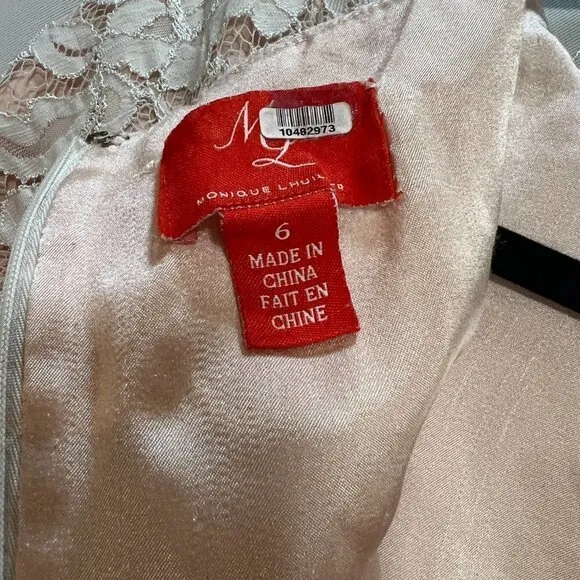 ML
10482973
MONIQUE LHUI
6
MADE IN
CHINA
FAIT EN
CHINE